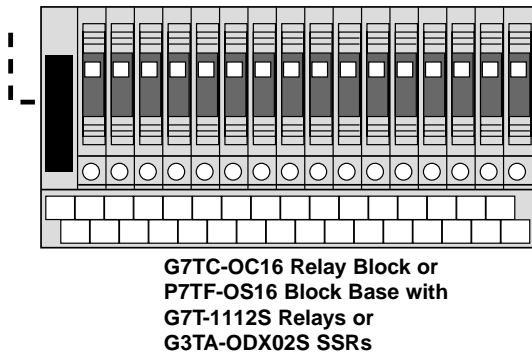 G7TC-OC16 Relay Block or
P7TF-OS16 Block Base with
G7T-1112S Relays or
G3TA-ODX02S SSRs